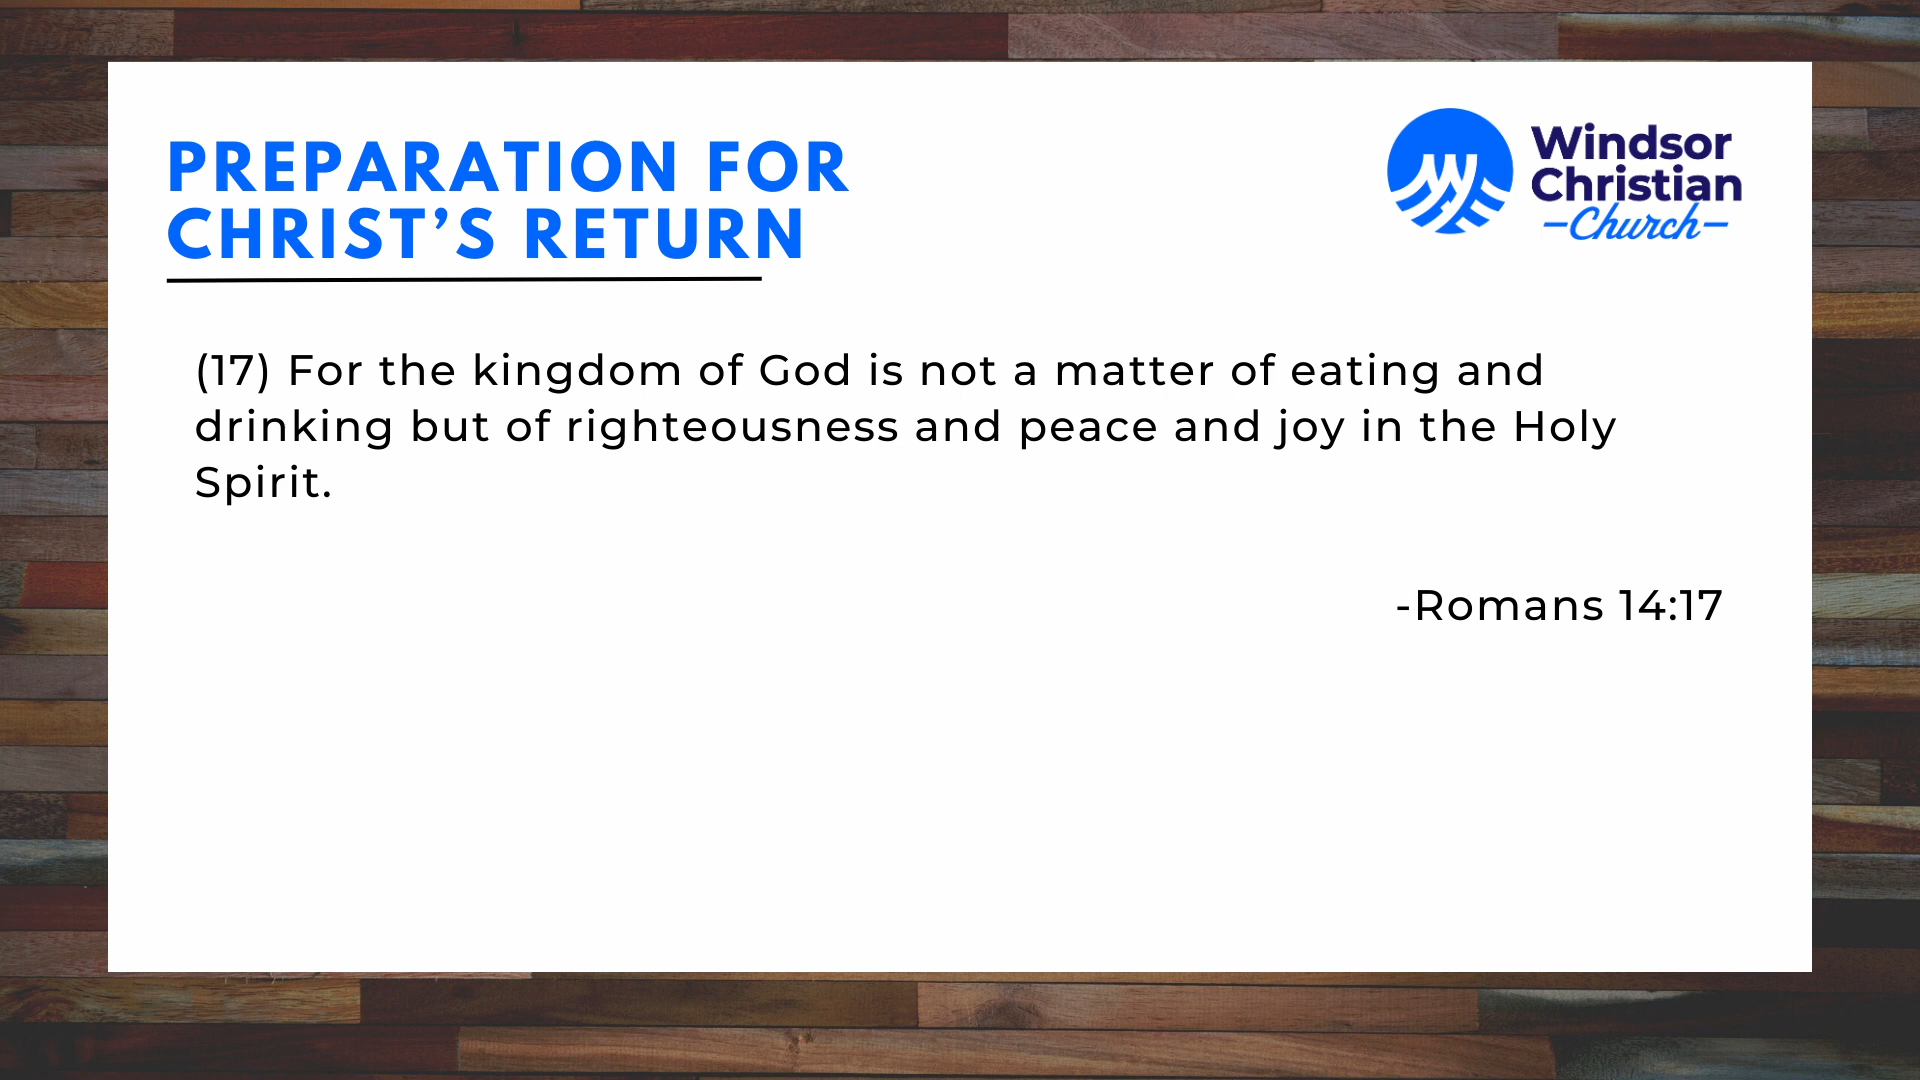 PREPARATION FOR
CHRIST’S RETURN
Windsor
Christian
–Church–
(17) For the kingdom of God is not a matter of eating and
drinking but of righteousness and peace and joy in the Holy
Spirit.
-Romans 14:17